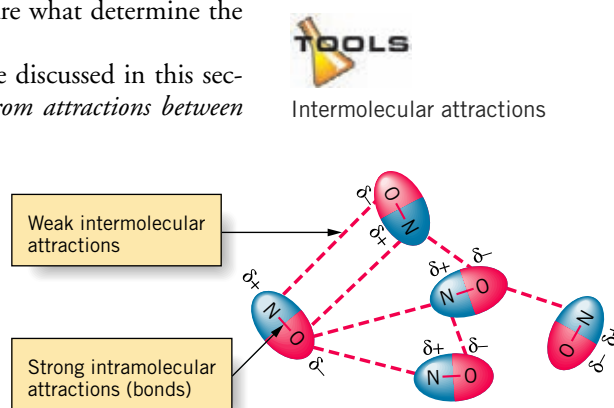 re what determine the
e discussed in this sec-
rom attractions between
TOOLS
Intermolecular attractions
Weak intermolecular
attractions
Strong intramolecular
attractions (bonds)
δ–
O
N
δ+
δ+
N
O
δ–
δ+
δ–
N
O
δ+
δ–
N
O
N
δ+
O
δ–